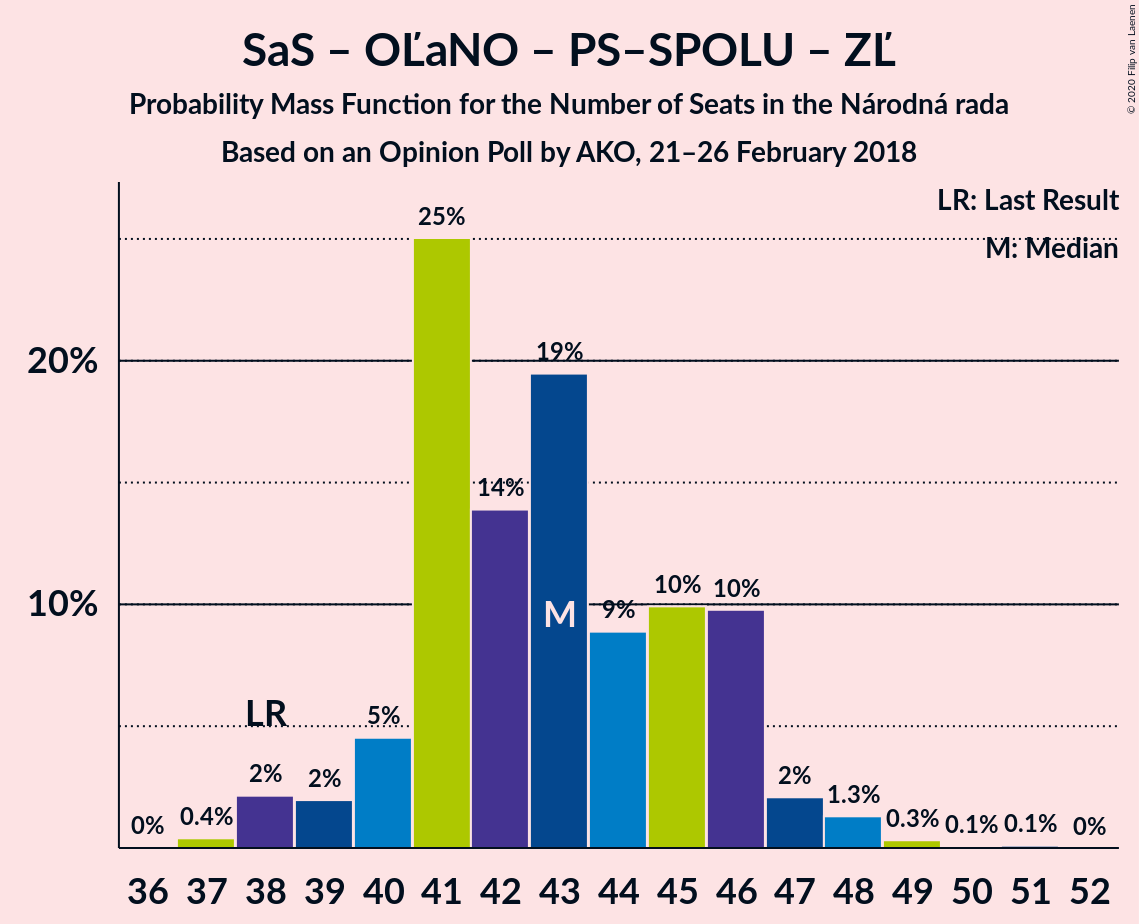 SaS – OĽaNO – PS–SPOLU – ZĽ
Probability Mass Function for the Number of Seats in the Národná rada
Based on an Opinion Poll by AKO, 21–26 February 2018
© 2020 Filip van Laenen
LR: Last Result
M: Median
25%
20%
19%
14%
10%
9% 10% 10%
M
LR
5%
2% 2% 2%
0% 0.4% 1.3% 0.3% 0.1% 0.1% 0%
36 37 38 39 40 41 42 43 44 45 46 47 48 49 50 51 52